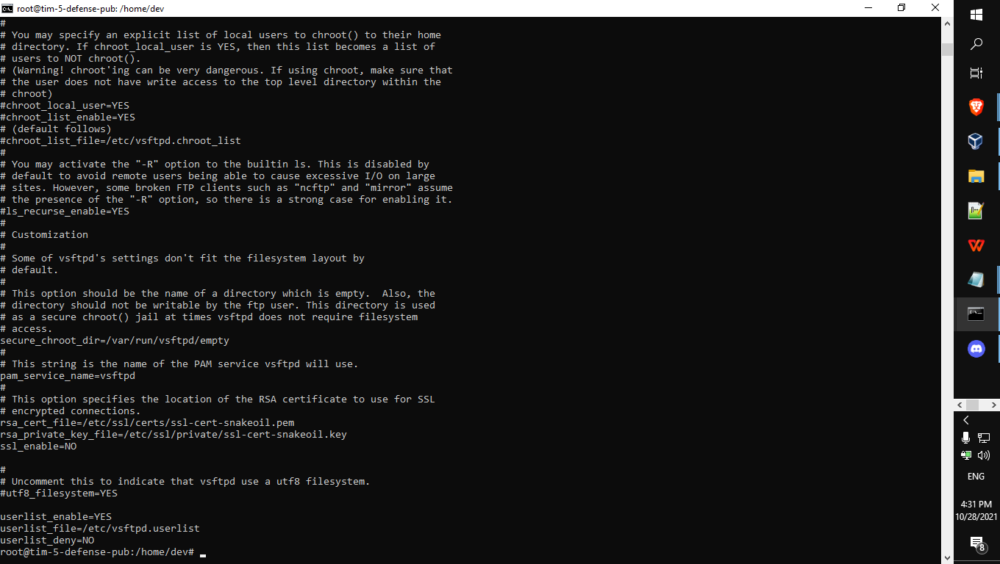 root@tim-5-defense-pub: /home/dev
#
# You may specify an explicit list of local users to chroot() to their home
# directory. If chroot_local_user is YES, then this list becomes a list of
# users to NOT chroot().
# (Warning! chroot'ing can be very dangerous. If using chroot, make sure that
# the user does not have write access to the top level directory within the
# chroot)
#chroot_local_user=YES
#chroot_list_enable=YES
# (default follows)
#chroot_list_file=/etc/vsftpd.chroot_list
#
# You may activate the "-R" option to the builtin ls. This is disabled by
# default to avoid remote users being able to cause excessive I/O on large
# sites. However, some broken FTP clients such as "ncftp" and "mirror" assume
# the presence of the "-R" option, so there is a strong case for enabling it.
#ls_recurse_enable=YES
#
# Customization
#
# Some of vsftpd's settings don't fit the filesystem layout by
# default.
#
# This option should be the name of a directory which is empty.  Also, the
# directory should not be writable by the ftp user. This directory is used
# as a secure chroot() jail at times vsftpd does not require filesystem
# access.
secure_chroot_dir=/var/run/vsftpd/empty
#
# This string is the name of the PAM service vsftpd will use.
pam_service_name=vsftpd
#
# This option specifies the location of the RSA certificate to use for SSL
# encrypted connections.
rsa_cert_file=/etc/ssl/certs/ssl-cert-snakeoil.pem
rsa_private_key_file=/etc/ssl/private/ssl-cert-snakeoil.key
ssl_enable=NO
#
# Uncomment this to indicate that vsftpd use a utf8 filesystem.
#utf8_filesystem=YES
userlist_enable=YES
userlist_file=/etc/vsftpd.userlist
userlist_deny=NO
root@tim-5-defense-pub:/home/dev#
ENG
4:31 PM
10/28/2021
8